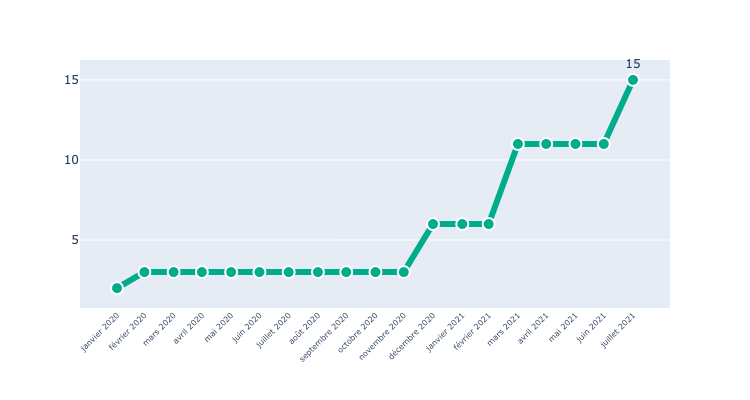 15
15
10
5
janvier 2020
février 2020
mars 2020
avril 2020
mai 2020
juin 2020
juillet 2020
août 2020
septembre 2020
octobre 2020
novembre 2020
décembre 2020
janvier 2021
février 2021
mars 2021
avril 2021
mai 2021
juin 2021
juillet 2021